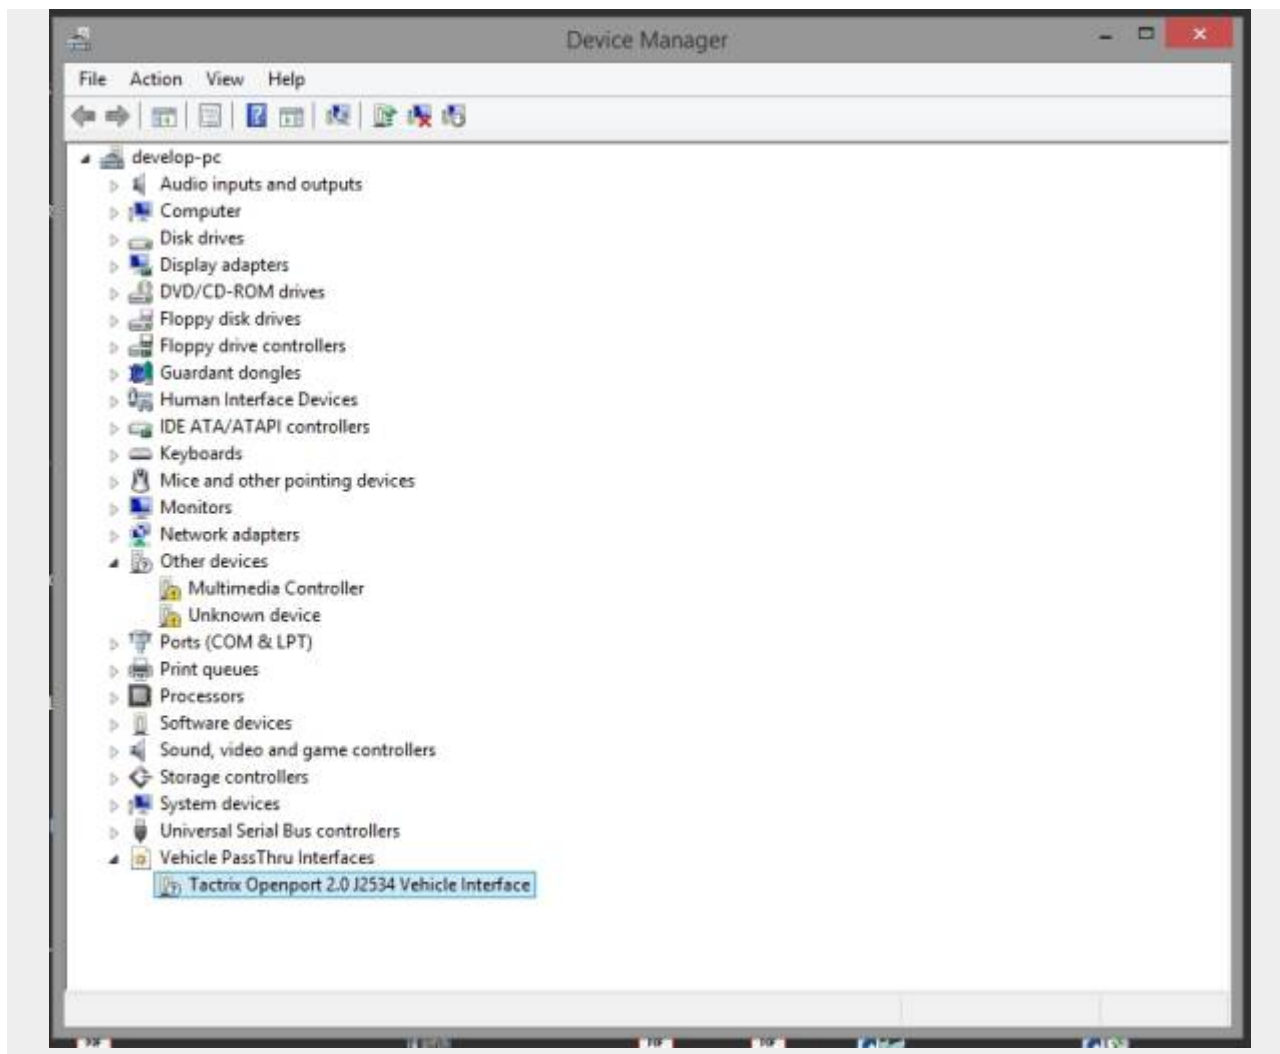 Device Manager
File Action View Help
develop-pc
Audio inputs and outputs
Computer
Disk drives
Display adapters
DVD/CD-ROM drives
Floppy disk drives
Floppy drive controllers
Guardant dongles
Human Interface Devices
IDE ATA/ATAPI controllers
Keyboards
Mice and other pointing devices
Monitors
Network adapters
Other devices
Multimedia Controller
Unknown device
Ports (COM & LPT)
Print queues
Processors
Software devices
Sound, video and game controllers
Storage controllers
System devices
Universal Serial Bus controllers
Vehicle PassThru Interfaces
Tactrix Openport 2.0 J2534 Vehicle Interface